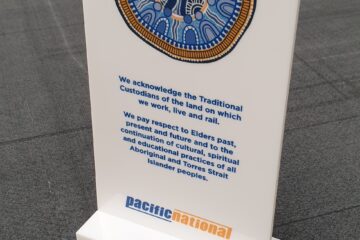 We acknowledge the Traditional
Custodians of the land on which
we work, live and rail.
We pay respect to Elders past,
present and future and to the
continuation of cultural, spiritual
and educational practices of all
Aboriginal and Torres Strait
Islander peoples.
pacificnational